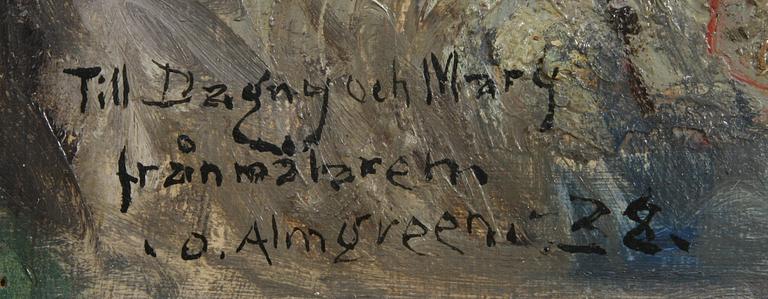 Till Dagny och Mary
från målaren
. o. Almgreen. 28.